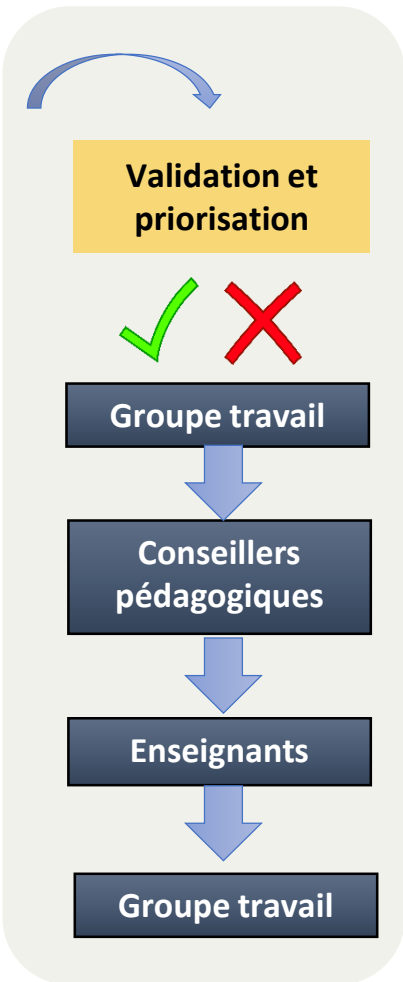 Validation et
priorisation
Groupe travail
Conseillers
pédagogiques
Enseignants
Groupe travail